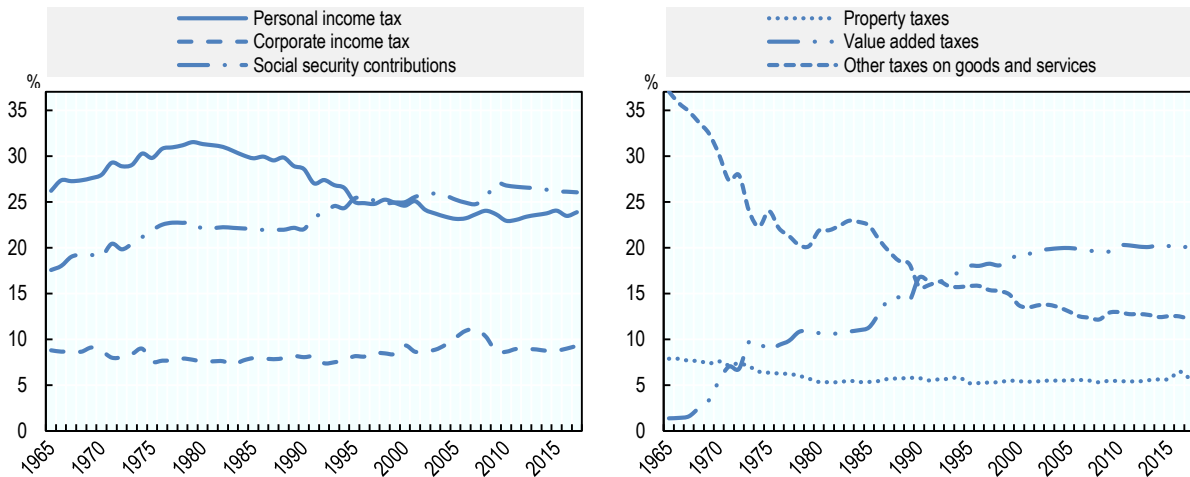 Personal income tax
Corporate income tax
Social security contributions
%
35
30
25
20
15
10
5
0
1965 1970 1975 1980 1985 1990 1995 2000 2005 2010 2015
Property taxes
Value added taxes
Other taxes on goods and services
%
35
30
25
20
15
10
5
0
1965 1970 1975 1980 1985 1990 1995 2000 2005 2010 2015